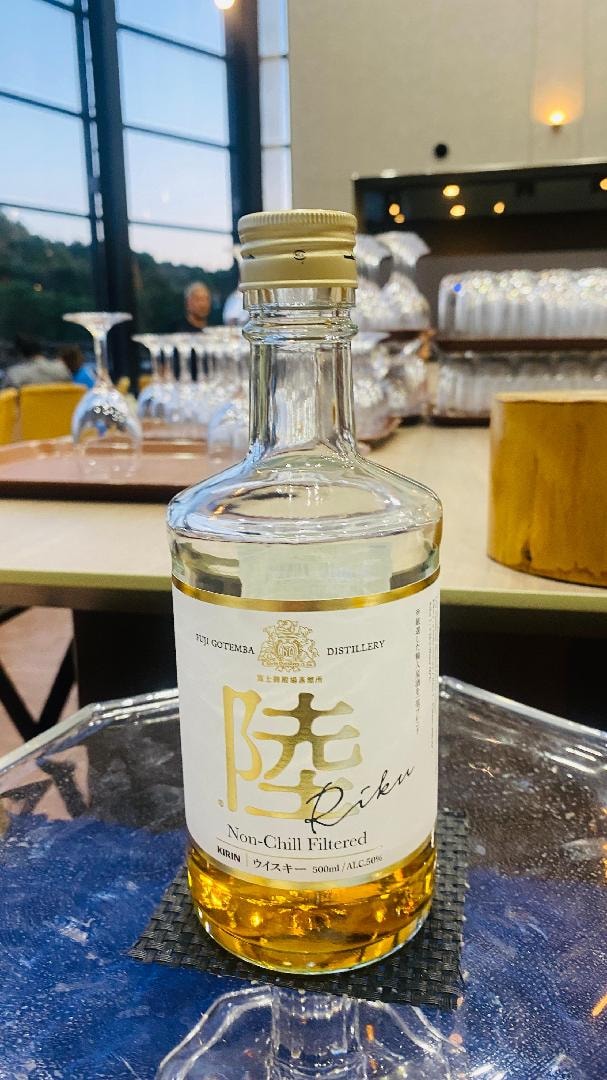 FUJI GOTEMBA DISTILLERY
富士御殿場蒸溜所
陸
Riku
Non-Chill Filtered
KIRIN ウイスキー 500ml / ALC.50%